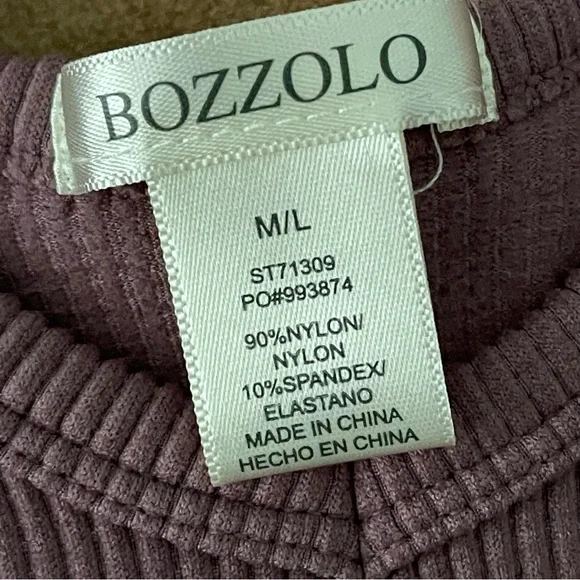 BOZZOLO
M/L
ST71309
PO#993874
90%NYLON/
NYLON
10%SPANDEX/
ELASTANO
MADE IN CHINA
HECHO EN CHINA